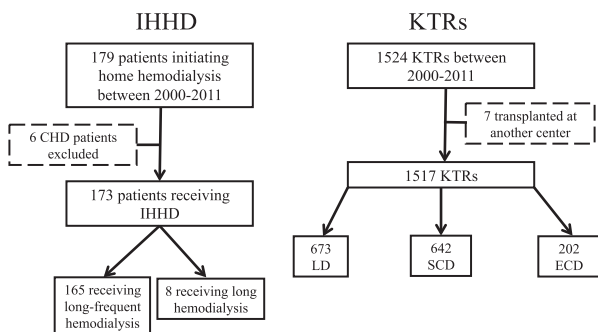 IHHD
179 patients initiating
home hemodialysis
between 2000-2011
6 CHD patients
excluded
173 patients receiving
IHHD
165 receiving
long-frequent
hemodialysis
8 receiving long
hemodialysis
KTRs
1524 KTRs between
2000-2011
7 transplanted at
another center
1517 KTRs
673
LD
642
SCD
202
ECD